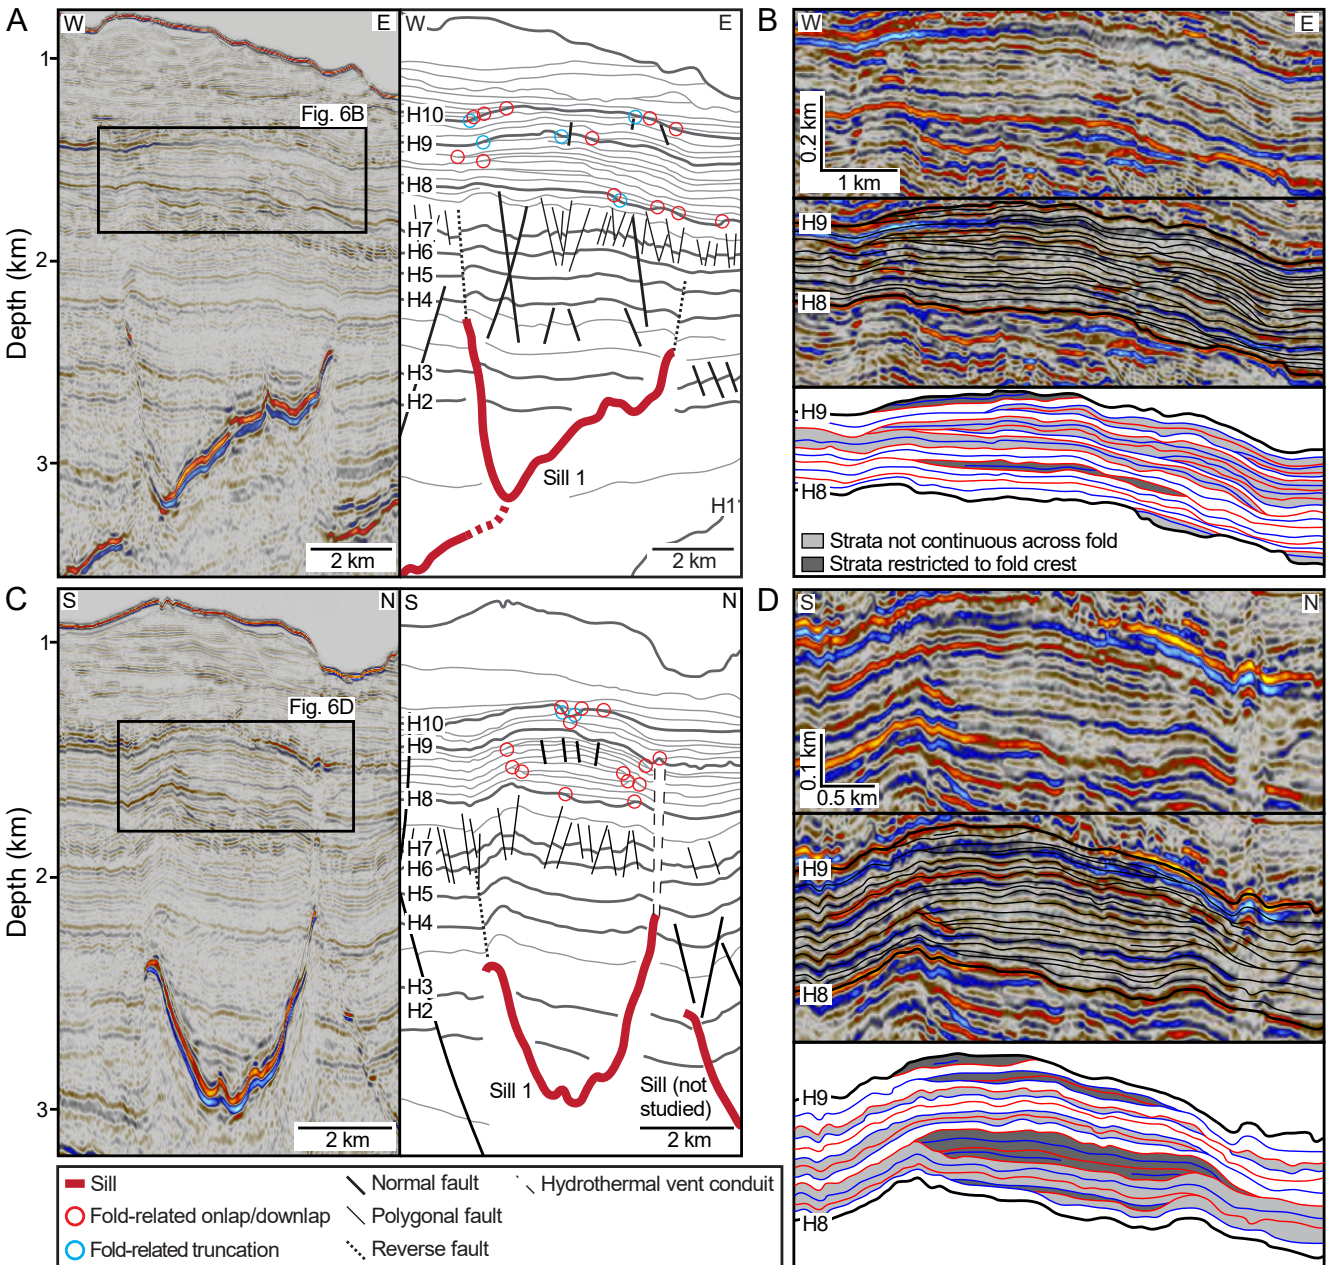 A
W
E
Fig. 6B
Depth (km)
1
2
3
2 km
W
E
H10
H9
H8
H7
H6
H5
H4
H3
H2
H1
Sill 1
2 km
B
W
E
0.2 km
1 km
H9
H8
H9
H8
Strata not continuous across fold
Strata restricted to fold crest
C
S
N
Fig. 6D
Depth (km)
1
2
3
2 km
S
N
H10
H9
H8
H7
H6
H5
H4
H3
H2
Sill 1
Sill (not
studied)
2 km
D
S
N
0.1 km
0.5 km
H9
H8
H9
H8
Sill
Normal fault
Hydrothermal vent conduit
Fold-related onlap/downlap
Polygonal fault
Fold-related truncation
Reverse fault